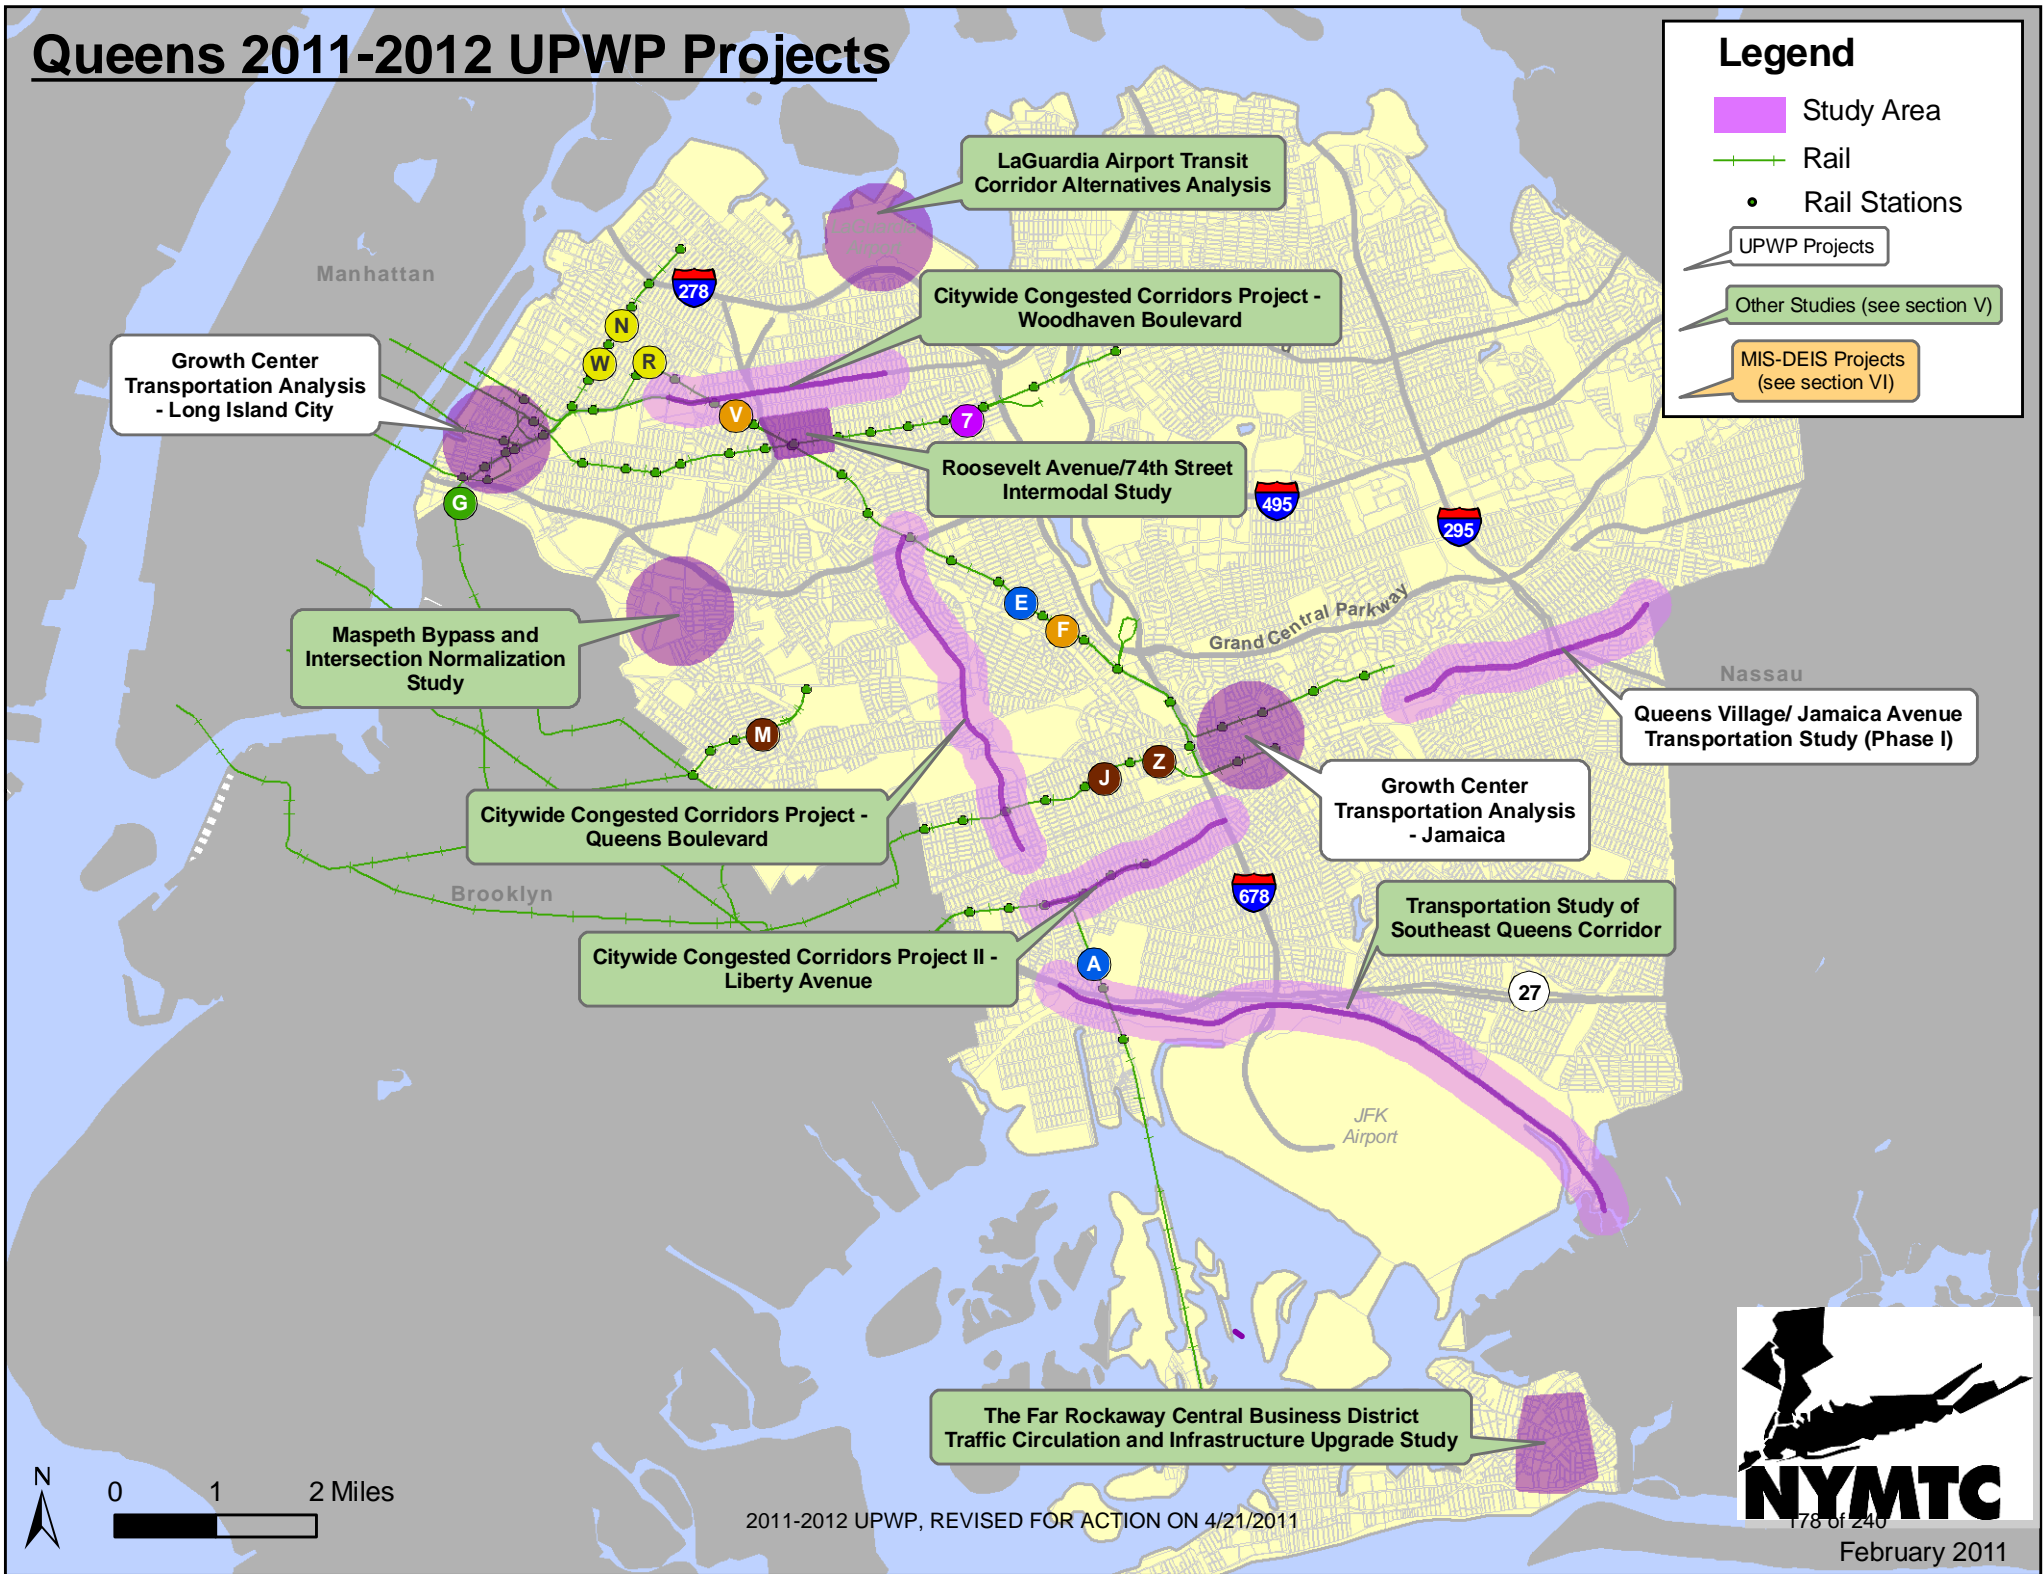 Queens 2011-2012 UPWP Projects
Legend
Study Area
Rail
Rail Stations
UPWP Projects
Other Studies (see section V)
MIS-DEIS Projects
(see section VI)
LaGuardia Airport Transit
Corridor Alternatives Analysis
LaGuardia
Airport
Manhattan
278
Citywide Congested Corridors Project -
Woodhaven Boulevard
N
W
R
Growth Center
Transportation Analysis
- Long Island City
V
7
Roosevelt Avenue/74th Street
Intermodal Study
G
495
295
E
F
Grand Central Parkway
Maspeth Bypass and
Intersection Normalization
Study
Nassau
Queens Village/ Jamaica Avenue
Transportation Study (Phase I)
M
J
Z
Growth Center
Transportation Analysis
- Jamaica
Citywide Congested Corridors Project -
Queens Boulevard
Brooklyn
678
Transportation Study of
Southeast Queens Corridor
Citywide Congested Corridors Project II -
Liberty Avenue
A
27
JFK
Airport
The Far Rockaway Central Business District
Traffic Circulation and Infrastructure Upgrade Study
N
0 1 2 Miles
NYMTC
2011-2012 UPWP, REVISED FOR ACTION ON 4/21/2011
178 of 240
February 2011